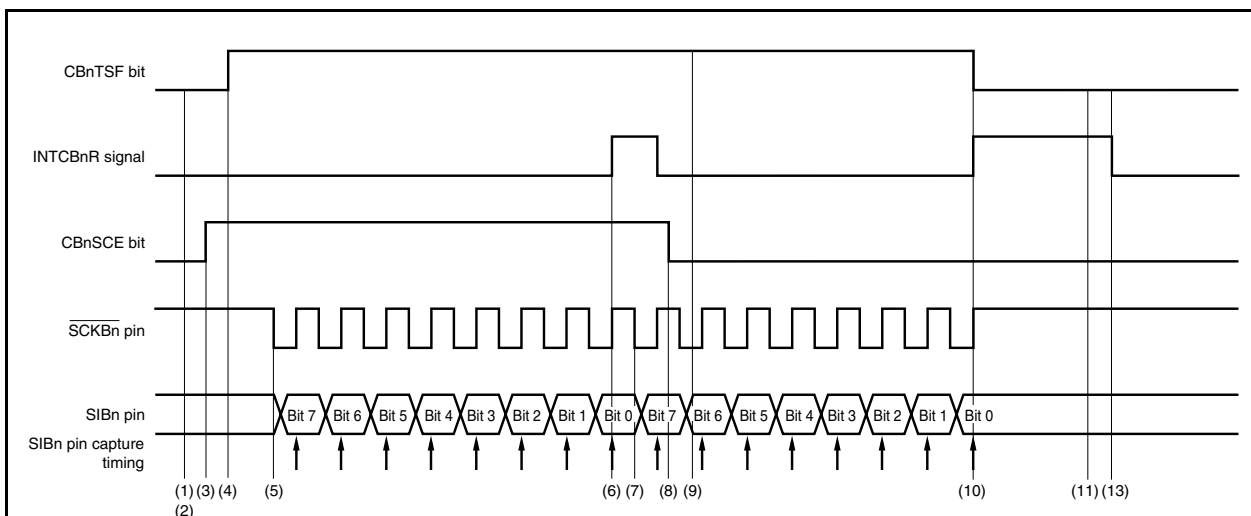 CBnTSF bit
INTCBnR signal
CBnSCE bit
SCKBn pin
SIBn pin
Bit 7 Bit 6 Bit 5 Bit 4 Bit 3 Bit 2 Bit 1 Bit 0 Bit 7 Bit 6 Bit 5 Bit 4 Bit 3 Bit 2 Bit 1 Bit 0
SIBn pin capture
timing
(1) (3) (4) (5) (6) (7) (8) (9) (10) (11) (13)
(2)